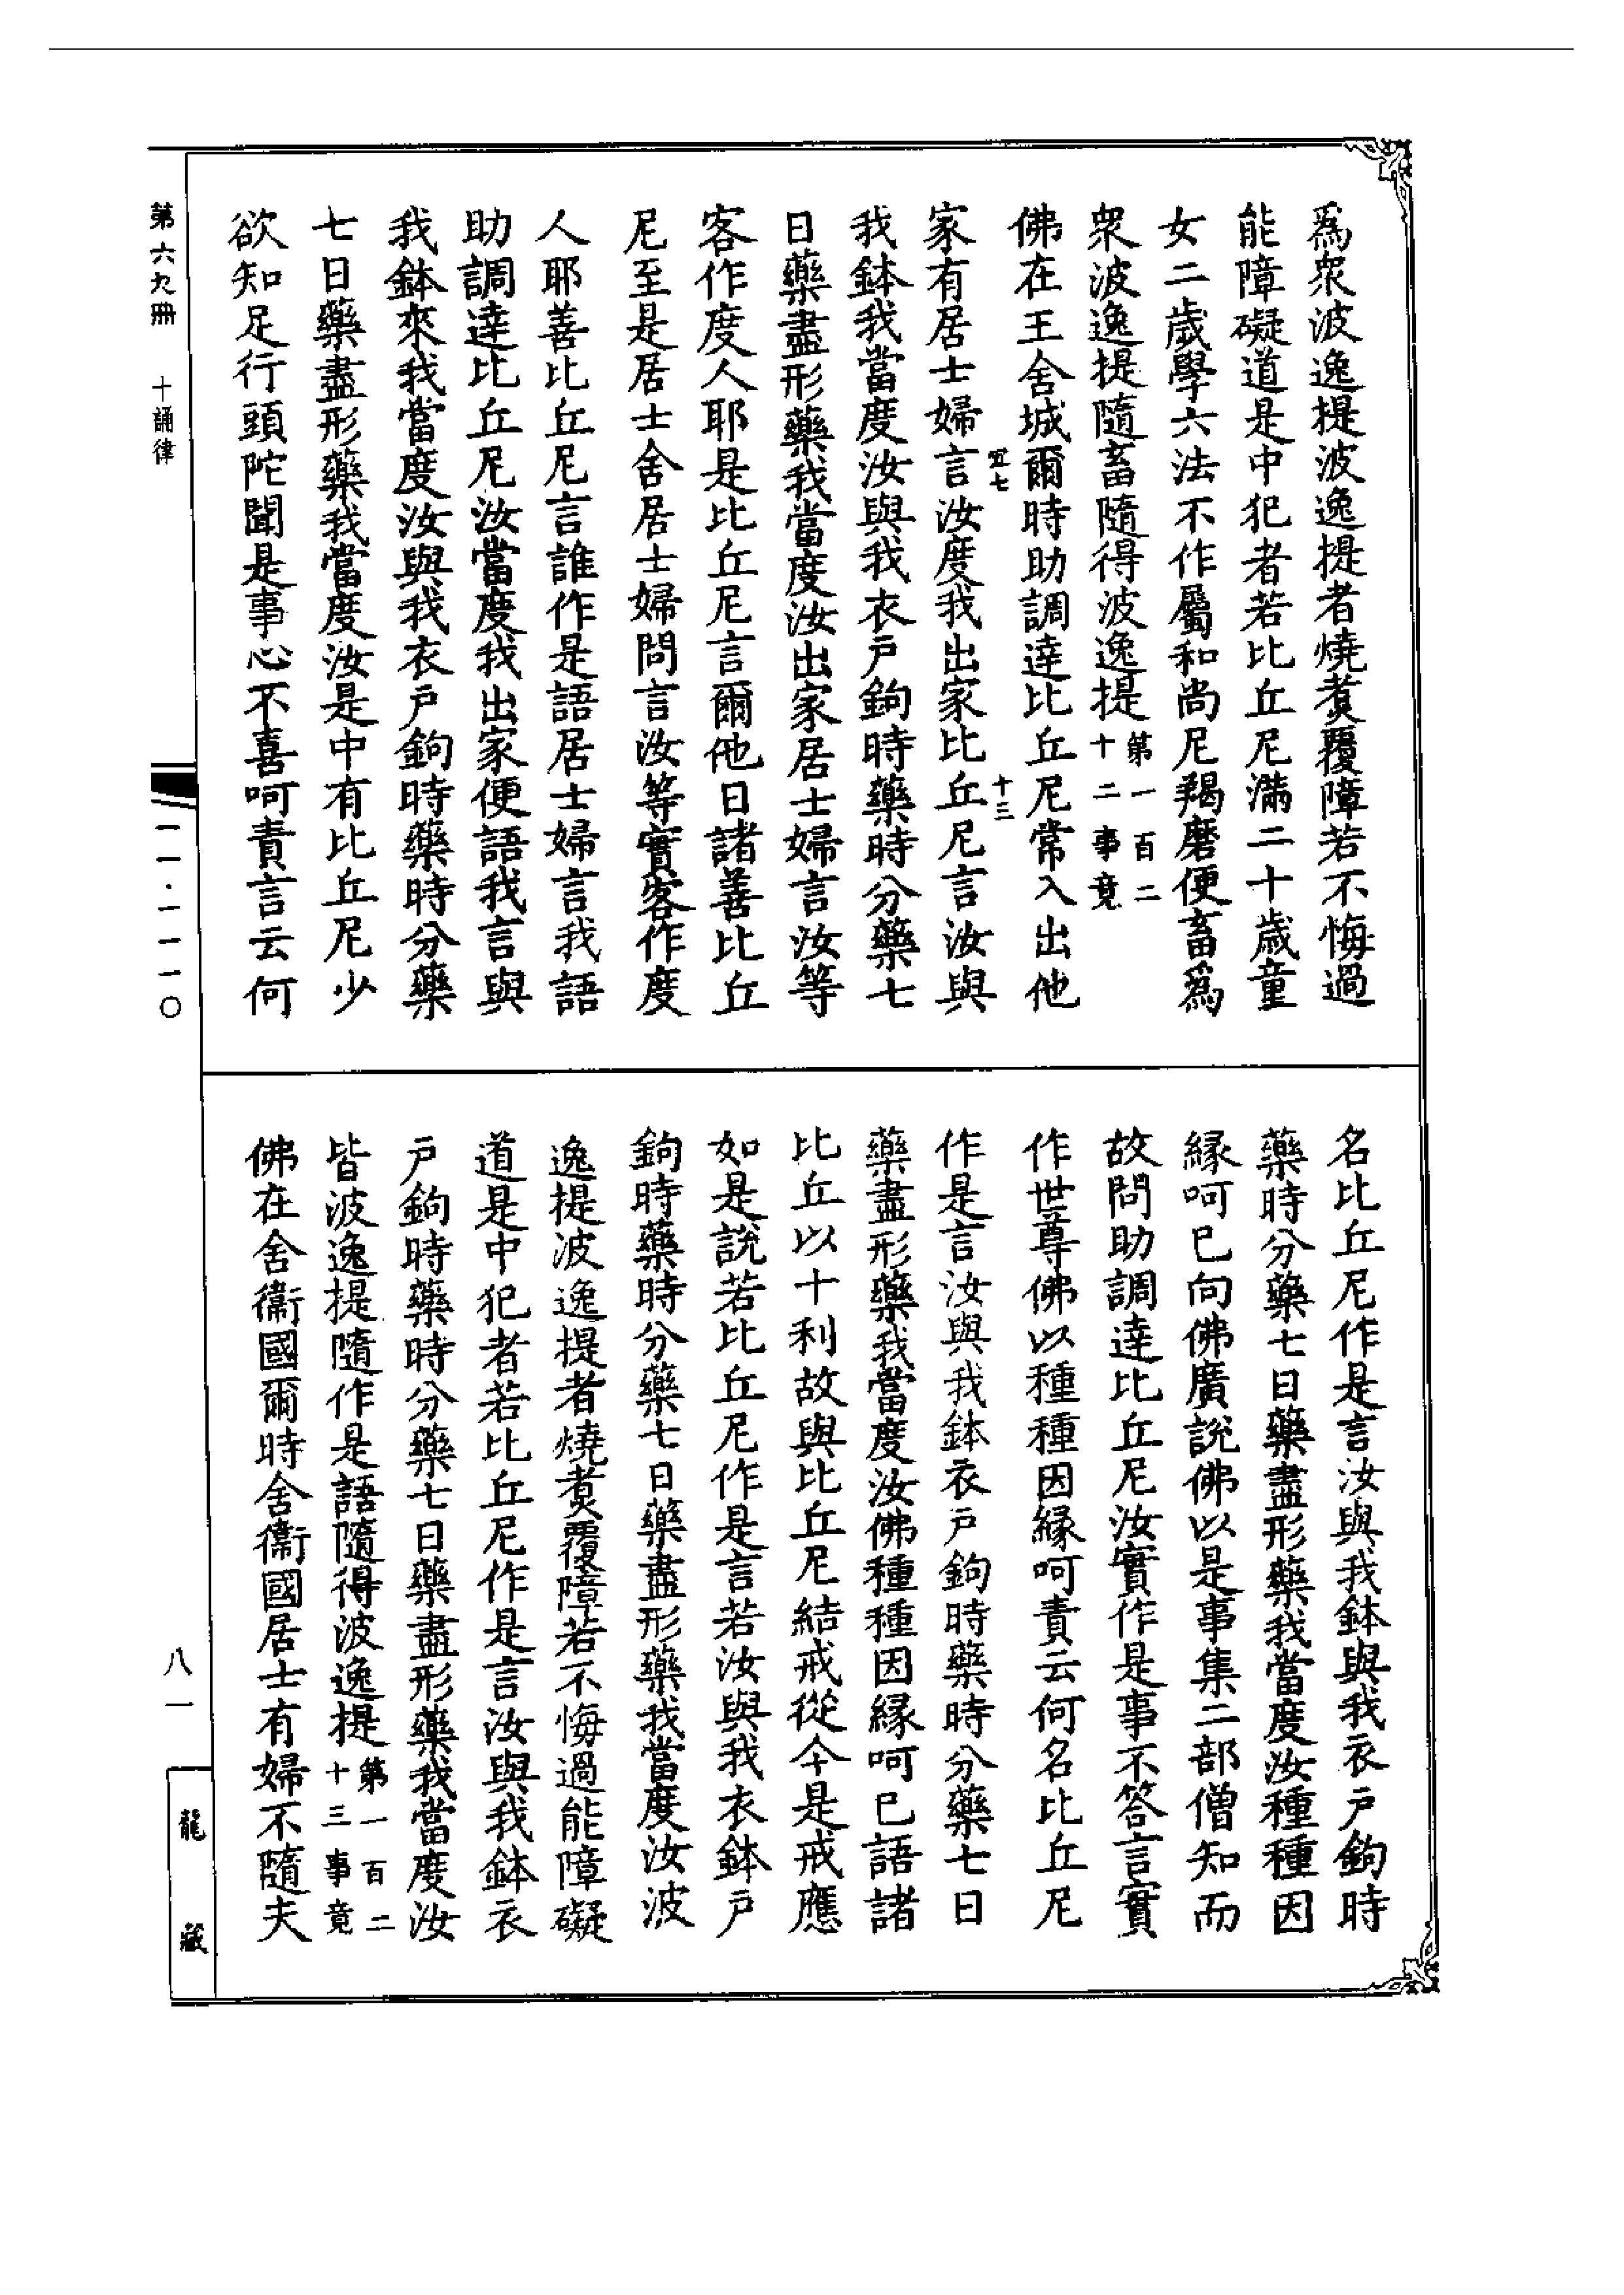 爲衆波逸提波逸提者燒煮覆障若不悔過
能障礙道是中犯者若比丘尼滿二十歲童
女二歲學六法不作屬和尚尼羯磨便畜爲
衆波逸提隨畜隨得波逸提第一百二十二事竟
佛在王舍城爾時助調達比丘尼常入出他
五七 十三
家有居士婦言汝度我出家比丘尼言汝與
我鉢我當度汝與我衣戶鉤時藥時分藥七
日藥盡形藥我當度汝出家居士婦言汝等
客作度人耶是比丘尼言爾他日諸善比丘
尼至是居士舍居士婦問言汝等實客作度
人耶善比丘尼言誰作是語居士婦言我語
助調達比丘尼汝當度我出家便語我言與
我鉢來我當度汝與我衣戶鉤時藥時分藥
七日藥盡形藥我當度汝是中有比丘尼少
欲知足行頭陀聞是事心不喜呵責言云何
名比丘尼作是言汝與我鉢與我衣戶鉤時
藥時分藥七日藥盡形藥我當度汝種種因
緣呵已向佛廣說佛以是事集二部僧知而
故問助調達比丘尼汝實作是事不答言實
作世尊佛以種種因緣呵責云何名比丘尼
作是言汝與我鉢衣戶鉤時藥時分藥七日
藥盡形藥我當度汝佛種種因緣呵已語諸
比丘以十利故與比丘尼結戒從今是戒應
如是說若比丘尼作是言若汝與我衣鉢戶
鉤時藥時分藥七日藥盡形藥我當度汝波
逸提波逸提者燒煮覆障若不悔過能障礙
道是中犯者若比丘尼作是言汝與我鉢衣
戶鉤時藥時分藥七日藥盡形藥我當度汝
皆波逸提隨作是語隨得波逸提第一百二十三事竟
佛在舍衞國爾時舍衞國居士有婦不隨夫
第六九冊 十誦律
一一·一一一〇
八一
龍藏